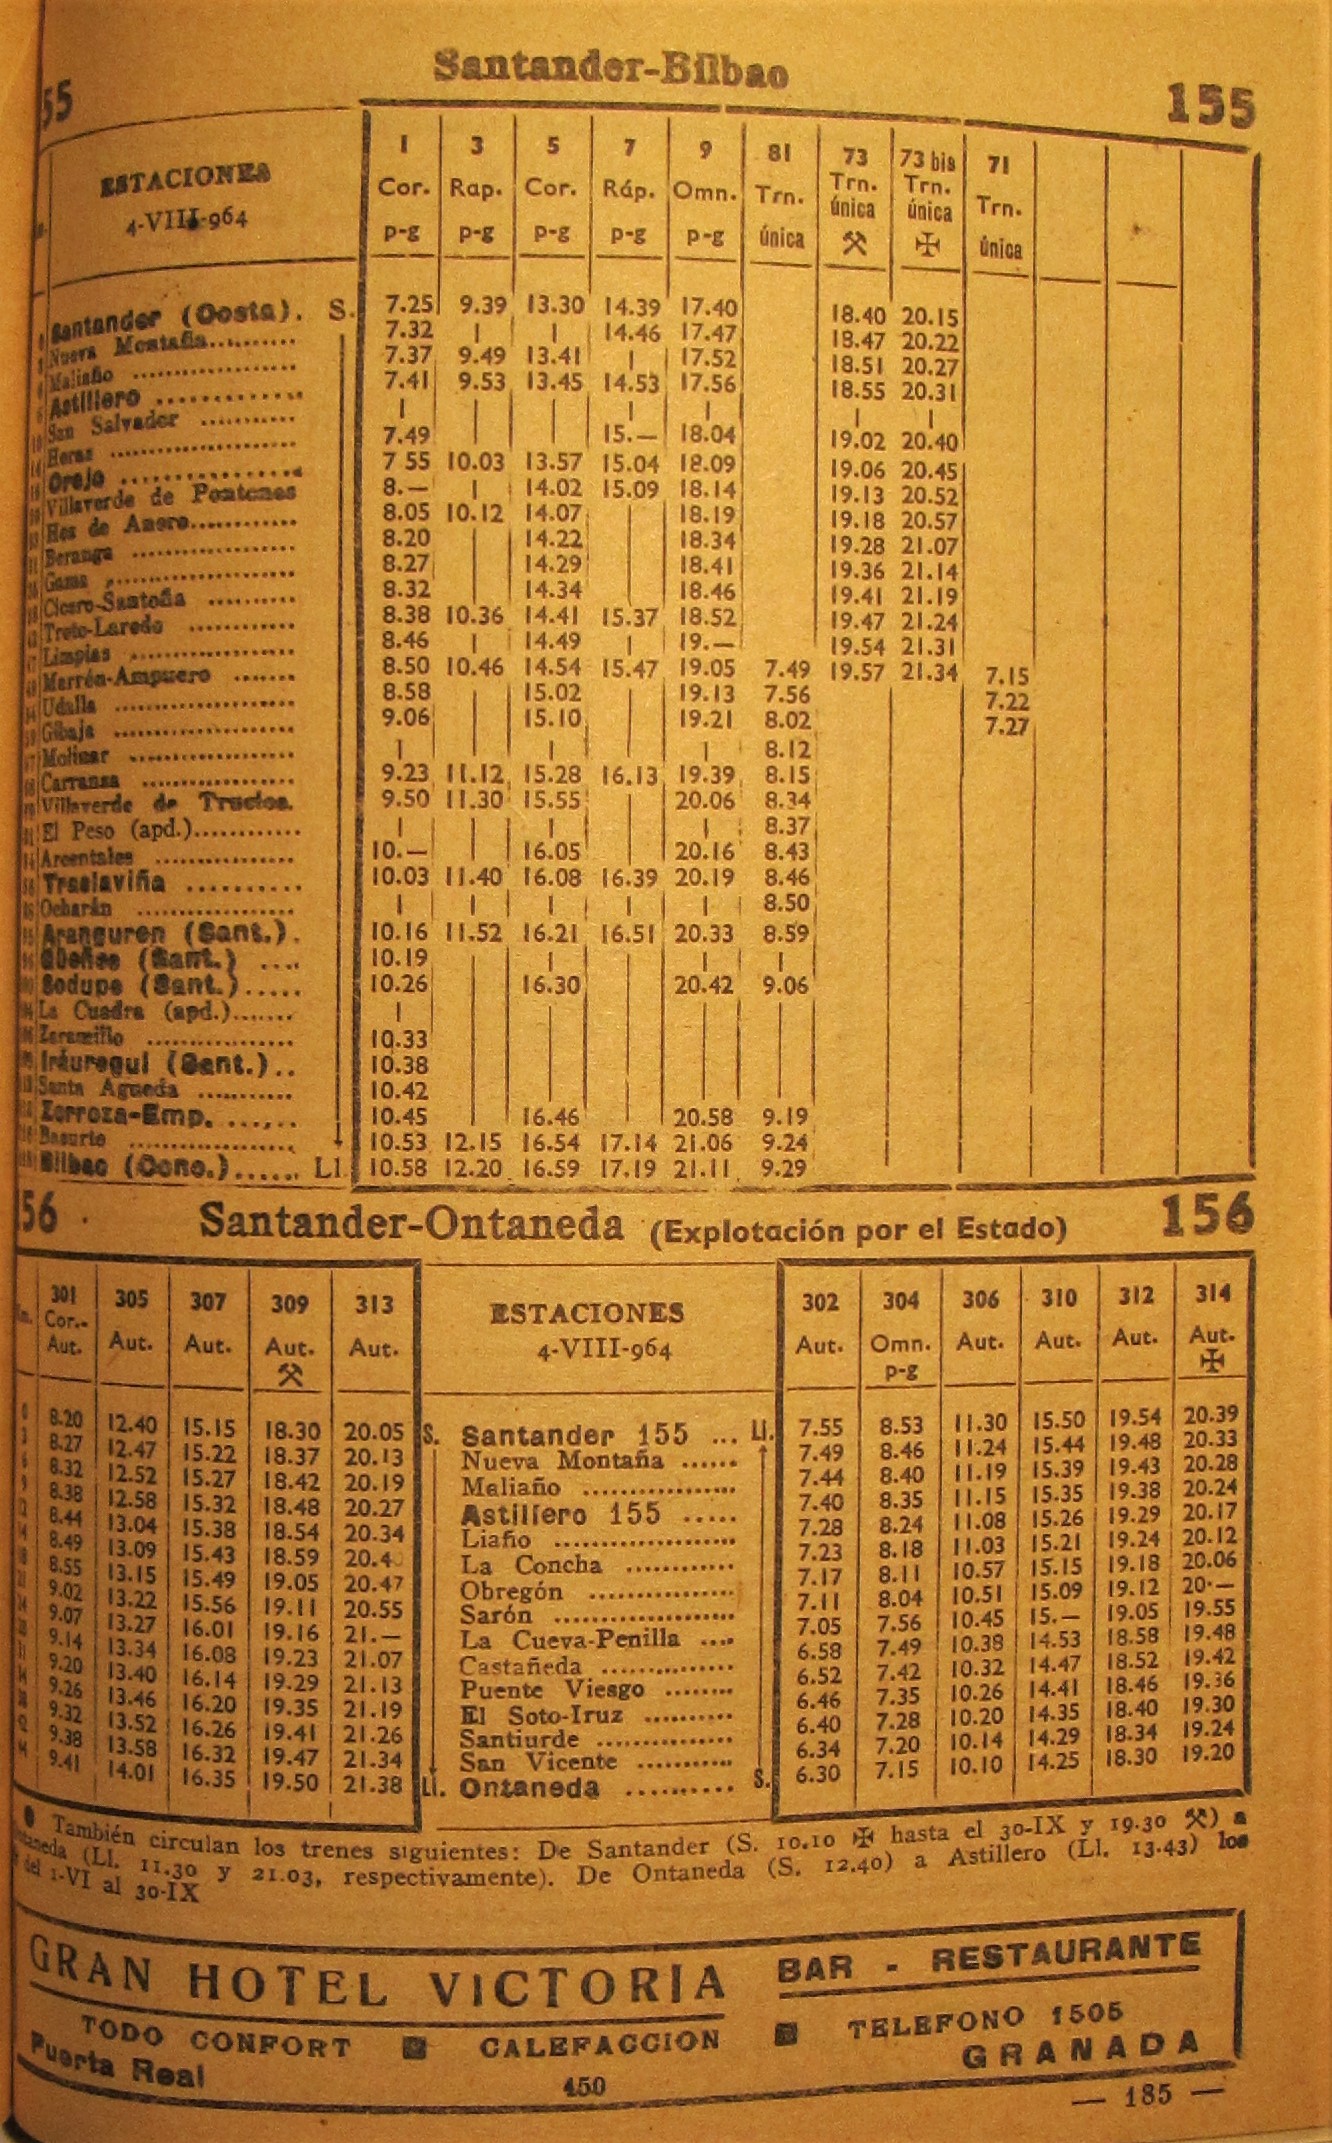 Santander-Bilbao
55 155
ESTACIONES 1 3 5 7 9 81 73 73 bis 71
4-VIII-964 Cor. Rap. Cor. Ráp. Omn. Trn. Trn. Trn. Trn.
p-g p-g p-g p-g p-g única única única única
⚒ ✠
Santander (Costa). S. 7.25 9.39 13.30 14.39 17.40 18.40 20.15
Nueva Montaña 7.32 | | 14.46 17.47 18.47 20.22
Maliaño 7.37 9.49 13.41 | 17.52 18.51 20.27
Astillero 7.41 9.53 13.45 14.53 17.56 18.55 20.31
San Salvador | | | | | | |
Heras 7.49 | | 15.— 18.04 19.02 20.40
Orejo 7 55 10.03 13.57 15.04 18.09 19.06 20.45
Villaverde de Pontones 8.— | 14.02 15.09 18.14 19.13 20.52
Hoz de Anero 8.05 10.12 14.07 | 18.19 19.18 20.57
Beranga 8.20 | 14.22 | 18.34 19.28 21.07
Gama 8.27 | 14.29 | 18.41 19.36 21.14
Cicero-Santoña 8.32 | 14.34 | 18.46 19.41 21.19
Treto-Laredo 8.38 10.36 14.41 15.37 18.52 19.47 21.24
Limpias 8.46 | 14.49 | 19.— 19.54 21.31
Marrón-Ampuero 8.50 10.46 14.54 15.47 19.05 7.49 19.57 21.34 7.15
Udalla 8.58 | 15.02 | 19.13 7.56 7.22
Gibaja 9.06 | 15.10 | 19.21 8.02 7.27
Molinar | | | | | 8.12
Carranza 9.23 11.12 15.28 16.13 19.39 8.15
Villaverde de Trucios. 9.50 11.30 15.55 | 20.06 8.34
El Peso (apd.) | | | | | 8.37
Arcentales 10.— | 16.05 | 20.16 8.43
Traslaviña 10.03 11.40 16.08 16.39 20.19 8.46
Ocharán | | | | | 8.50
Aranguren (Sant.). 10.16 11.52 16.21 16.51 20.33 8.59
Güeñes (Sant.) 10.19 | | | | |
Sodupe (Sant.) 10.26 | 16.30 | 20.42 9.06
La Cuadra (apd.) |
Zaramillo 10.33
Iráuregui (Sant.) 10.38
Santa Agueda 10.42
Zorroza-Emp. 10.45 | 16.46 | 20.58 9.19
Basurto 10.53 12.15 16.54 17.14 21.06 9.24
Bilbao (Conc.) Ll. 10.58 12.20 16.59 17.19 21.11 9.29
56 Santander-Ontaneda (Explotación por el Estado) 156
301 305 307 309 313 ESTACIONES 302 304 306 310 312 314
Cor.-Aut. Aut. Aut. Aut. Aut. 4-VIII-964 Aut. Omn. Aut. Aut. Aut. Aut.
⚒ p-g ✠
8.20 12.40 15.15 18.30 20.05 S. Santander 155 ... Ll. 7.55 8.53 11.30 15.50 19.54 20.39
8.27 12.47 15.22 18.37 20.13 Nueva Montaña ...... 7.49 8.46 11.24 15.44 19.48 20.33
8.32 12.52 15.27 18.42 20.19 Maliaño 7.44 8.40 11.19 15.39 19.43 20.28
8.38 12.58 15.32 18.48 20.27 Astillero 155 ..... 7.40 8.35 11.15 15.35 19.38 20.24
8.44 13.04 15.38 18.54 20.34 Liaño 7.28 8.24 11.08 15.26 19.29 20.17
8.49 13.09 15.43 18.59 20.4 La Concha 7.23 8.18 11.03 15.21 19.24 20.12
8.55 13.15 15.49 19.05 20.47 Obregón 7.17 8.11 10.57 15.15 19.18 20.06
9.02 13.22 15.56 19.11 20.55 Sarón 7.11 8.04 10.51 15.09 19.12 20.—
9.07 13.27 16.01 19.16 21.— La Cueva-Penilla .... 7.05 7.56 10.45 15.— 19.05 19.55
9.14 13.34 16.08 19.23 21.07 Castañeda 6.58 7.49 10.38 14.53 18.58 19.48
9.20 13.40 16.14 19.29 21.13 Puente Viesgo 6.52 7.42 10.32 14.47 18.52 19.42
9.26 13.46 16.20 19.35 21.19 El Soto-Iruz 6.46 7.35 10.26 14.41 18.46 19.36
9.32 13.52 16.26 19.41 21.26 Santiurde 6.40 7.28 10.20 14.35 18.40 19.30
9.38 13.58 16.32 19.47 21.34 San Vicente 6.34 7.20 10.14 14.29 18.34 19.24
9.41 14.01 16.35 19.50 21.38 Ll. Ontaneda S. 6.30 7.15 10.10 14.25 18.30 19.20
● También circulan los trenes siguientes: De Santander (S. 10.10 ✠ hasta el 30-IX y 19.30 ⚒) a
(Ll. 11.30 y 21.03, respectivamente). De Ontaneda (S. 12.40) a Astillero (Ll. 13.43) los
del 1-VI al 30-IX
GRAN HOTEL VICTORIA BAR - RESTAURANTE
TODO CONFORT ■ CALEFACCION ■ TELEFONO 1505
Puerta Real GRANADA
450
— 185 —